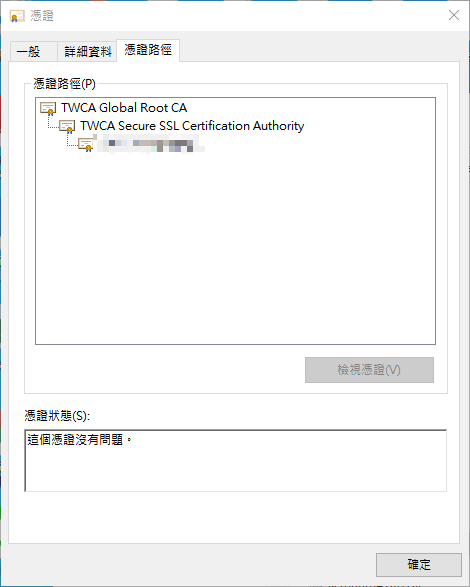 憑證
一般
詳細資料
憑證路徑
憑證路徑(P)
TWCA Global Root CA
TWCA Secure SSL Certification Authority
檢視憑證(V)
憑證狀態(S):
這個憑證沒有問題。
確定